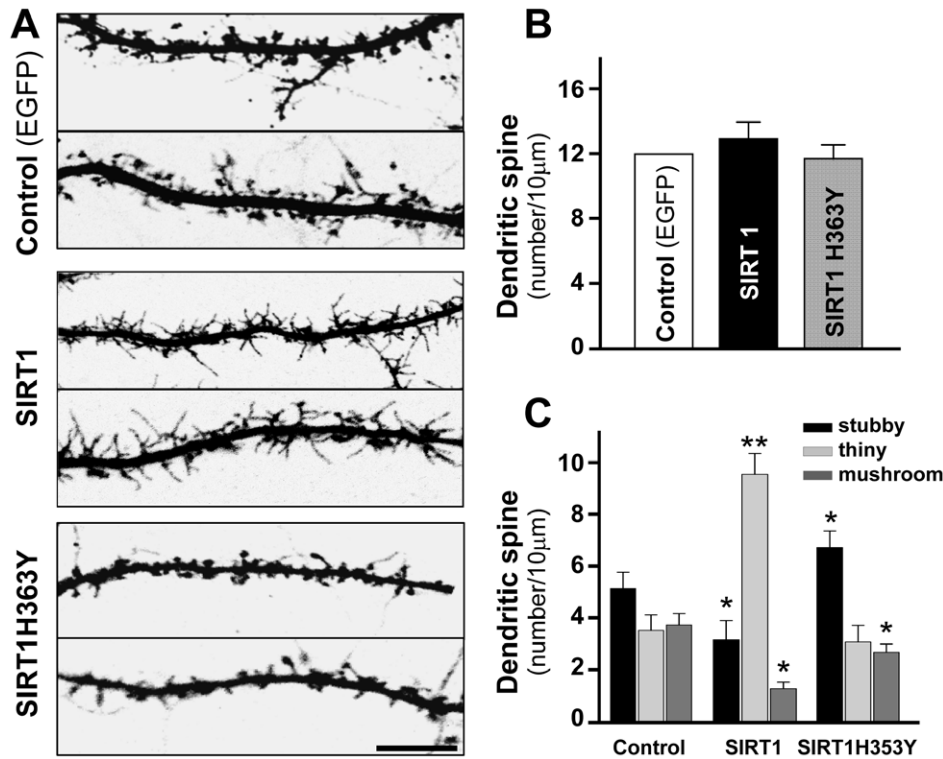 A
Control (EGFP)
SIRT1
SIRT1H363Y
B
Dendritic spine
(number/10μm)
16
12
8
4
0
Control (EGFP)
SIRT 1
SIRT1 H363Y
C
Dendritic spine
(number/10μm)
10
8
6
4
2
0
stubby
thiny
mushroom
*
**
*
*
*
Control
SIRT1
SIRT1H353Y